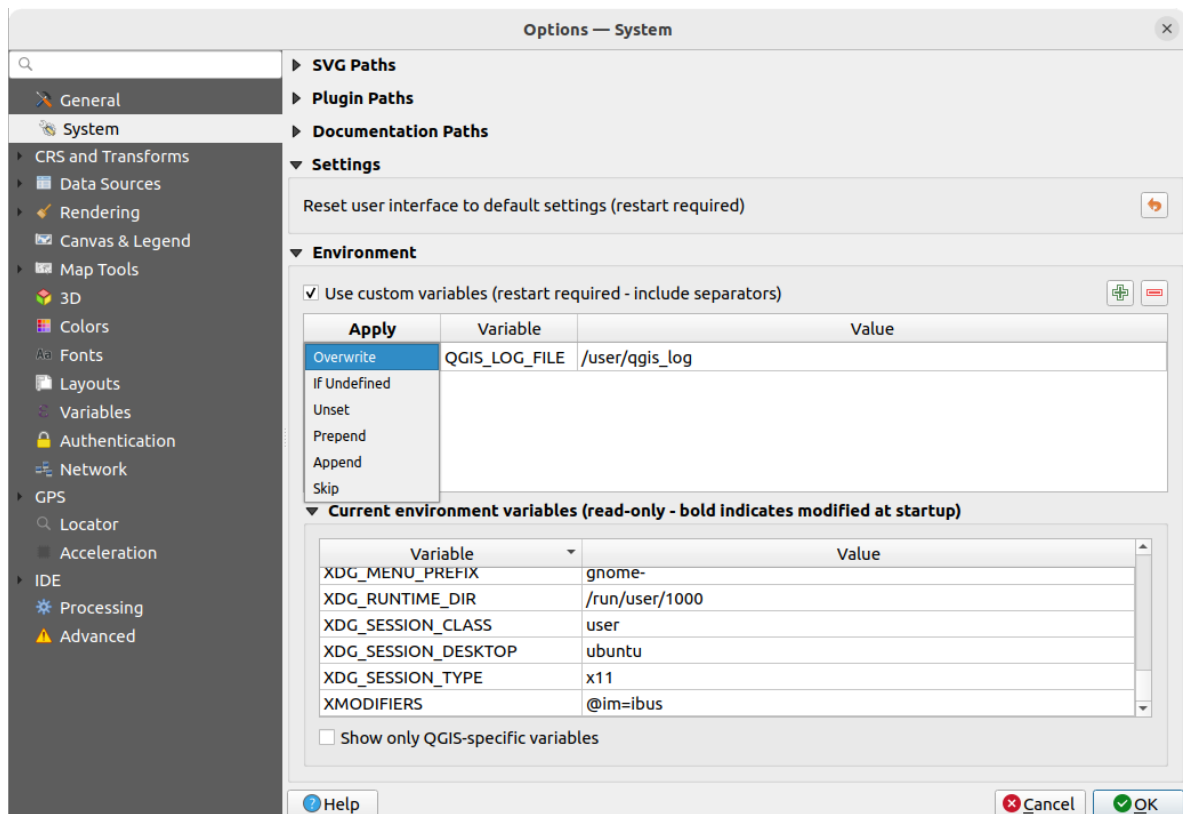 Options — System
General
System
CRS and Transforms
Data Sources
Rendering
Canvas & Legend
Map Tools
3D
Colors
Aa Fonts
Layouts
Variables
Authentication
Network
GPS
Locator
Acceleration
IDE
Processing
Advanced
SVG Paths
Plugin Paths
Documentation Paths
Settings
Reset user interface to default settings (restart required)
Environment
Use custom variables (restart required - include separators)
Apply Variable Value
Overwrite QGIS_LOG_FILE /user/qgis_log
If Undefined
Unset
Prepend
Append
Skip
Current environment variables (read-only - bold indicates modified at startup)
Variable Value
XDG_MENU_PREFIX gnome-
XDG_RUNTIME_DIR /run/user/1000
XDG_SESSION_CLASS user
XDG_SESSION_DESKTOP ubuntu
XDG_SESSION_TYPE x11
XMODIFIERS @im=ibus
Show only QGIS-specific variables
Help Cancel OK